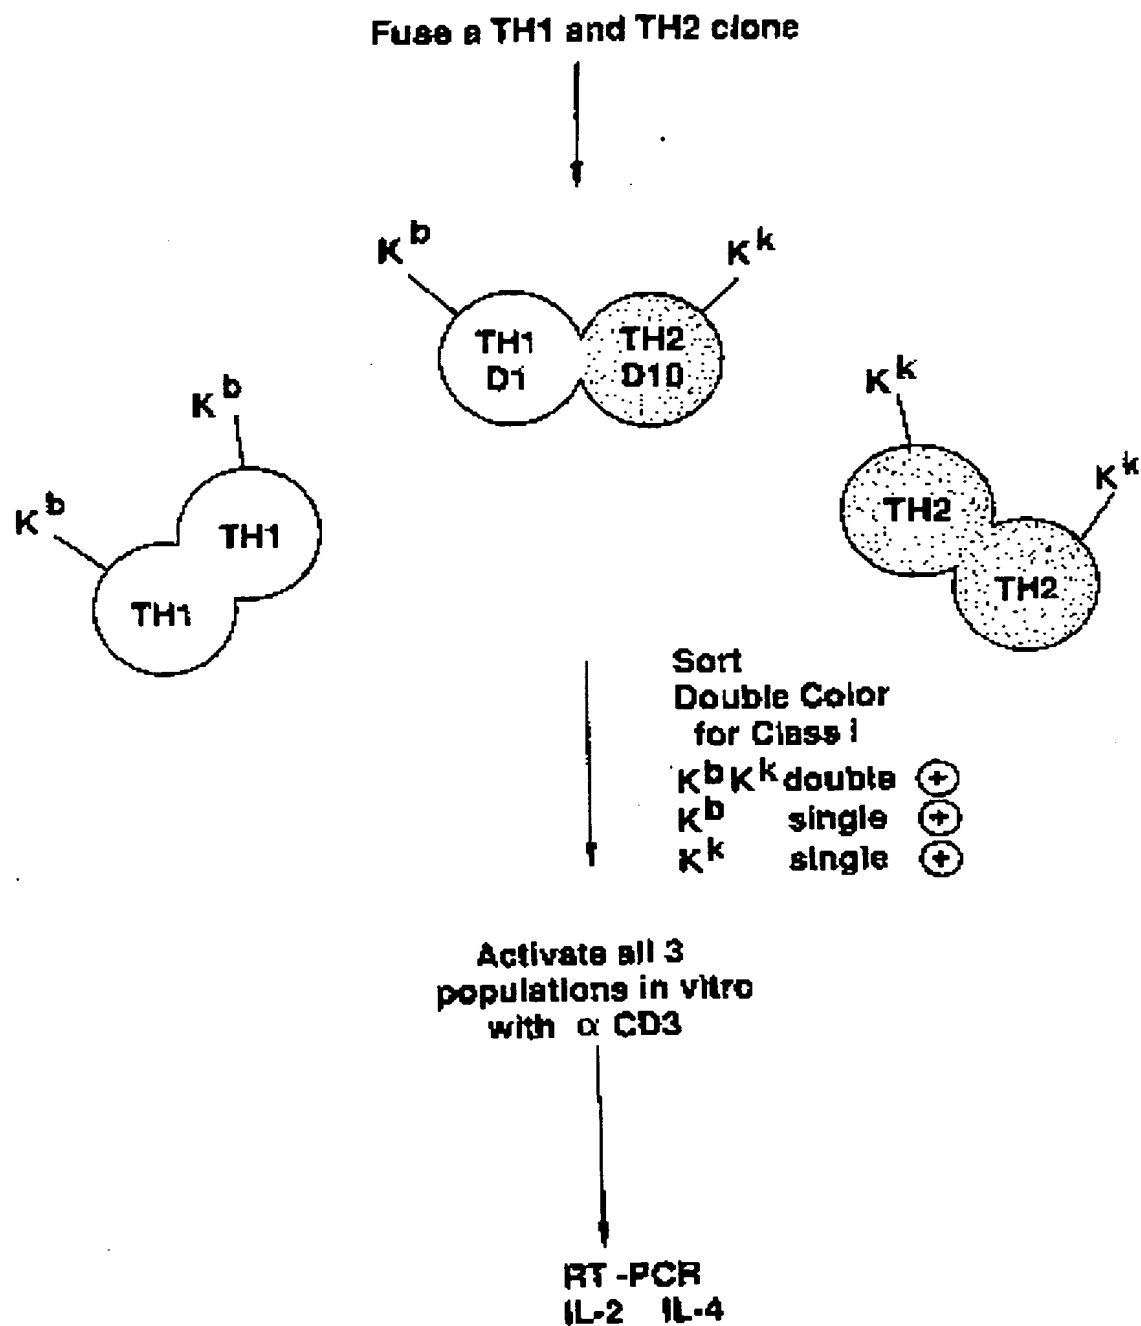 Fuse a TH1 and TH2 clone
K^b
K^k
TH1
D1
TH2
D10
K^b
K^b
TH1
TH1
K^k
K^k
TH2
TH2
Sort
Double Color
for Class I
K^b K^k double ⊕
K^b single ⊕
K^k single ⊕
Activate all 3
populations in vitro
with α CD3
RT -PCR
IL-2 IL-4